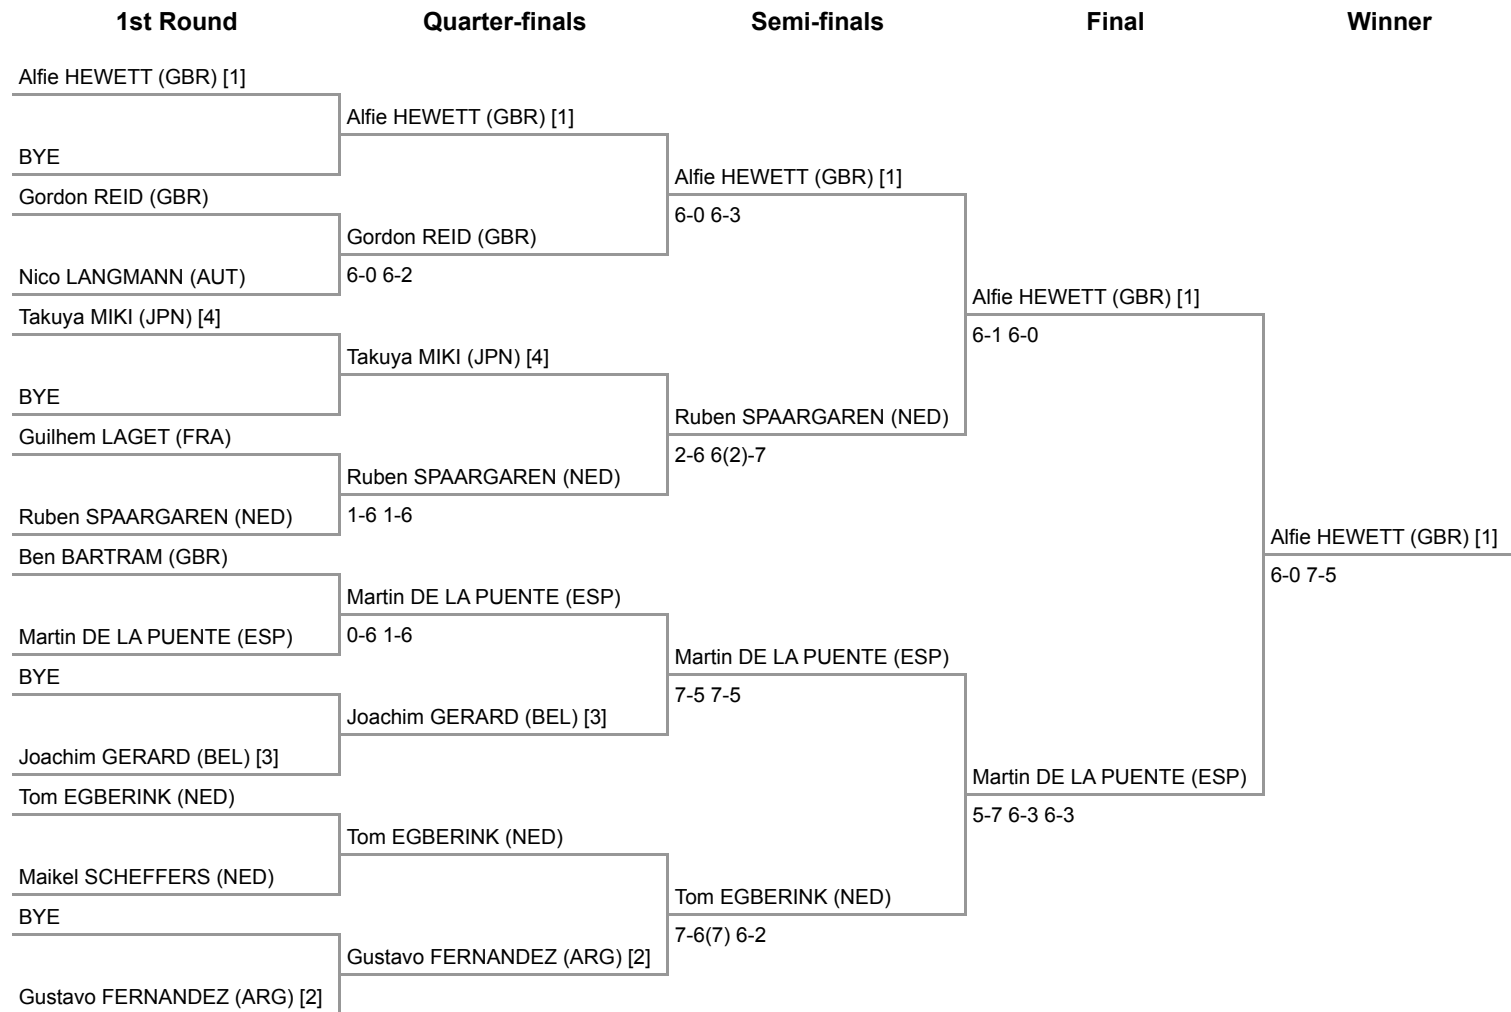 1st Round
Quarter-finals
Semi-finals
Final
Winner
Alfie HEWETT (GBR) [1]
BYE
Gordon REID (GBR)
Nico LANGMANN (AUT)
Takuya MIKI (JPN) [4]
BYE
Guilhem LAGET (FRA)
Ruben SPAARGAREN (NED)
Ben BARTRAM (GBR)
Martin DE LA PUENTE (ESP)
BYE
Joachim GERARD (BEL) [3]
Tom EGBERINK (NED)
Maikel SCHEFFERS (NED)
BYE
Gustavo FERNANDEZ (ARG) [2]
Alfie HEWETT (GBR) [1]
Gordon REID (GBR)
6-0 6-2
Takuya MIKI (JPN) [4]
Ruben SPAARGAREN (NED)
1-6 1-6
Martin DE LA PUENTE (ESP)
0-6 1-6
Joachim GERARD (BEL) [3]
Tom EGBERINK (NED)
Gustavo FERNANDEZ (ARG) [2]
Alfie HEWETT (GBR) [1]
6-0 6-3
Ruben SPAARGAREN (NED)
2-6 6(2)-7
Martin DE LA PUENTE (ESP)
7-5 7-5
Tom EGBERINK (NED)
7-6(7) 6-2
Alfie HEWETT (GBR) [1]
6-1 6-0
Martin DE LA PUENTE (ESP)
5-7 6-3 6-3
Alfie HEWETT (GBR) [1]
6-0 7-5